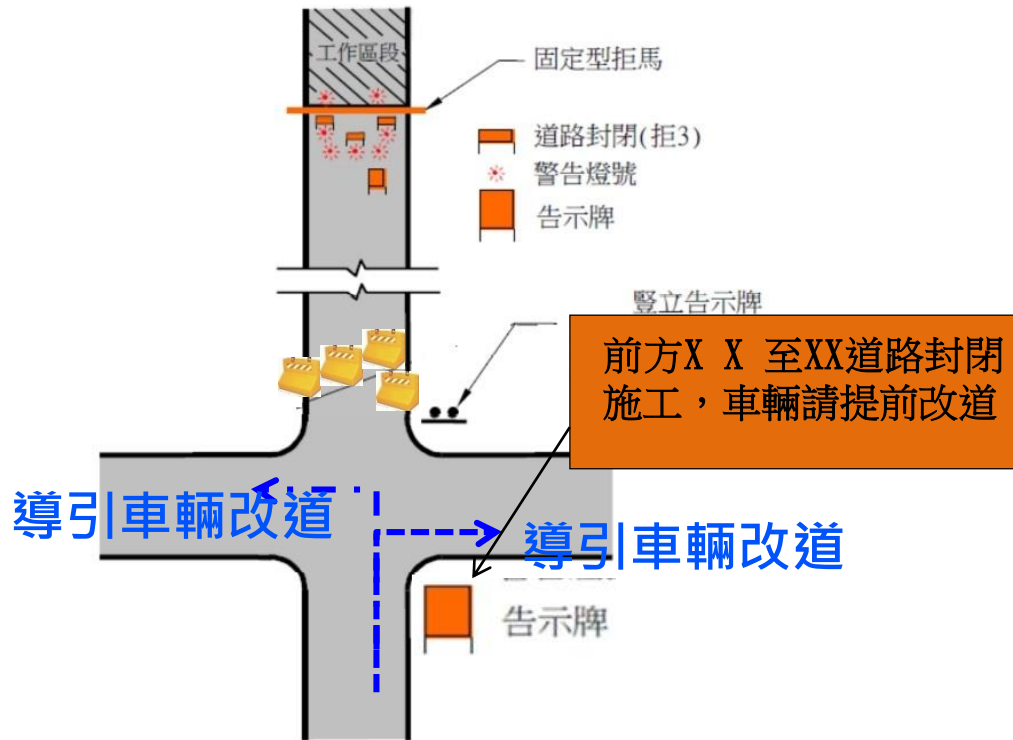 工作區段
固定型拒馬
道路封閉(拒3)
警告燈號
告示牌
豎立告示牌
前方X X 至XX道路封閉
施工，車輛請提前改道
導引車輛改道
導引車輛改道
告示牌